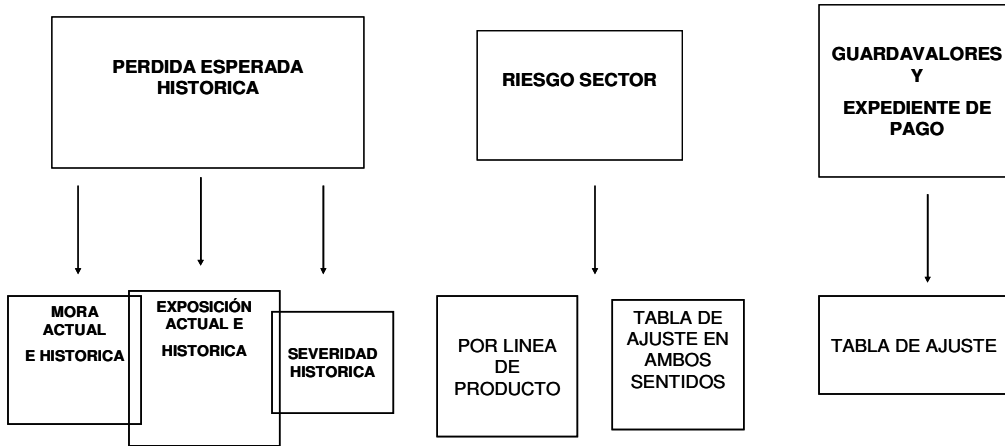 PERDIDA ESPERADA
HISTORICA
RIESGO SECTOR
GUARDAVALORES
Y
EXPEDIENTE DE
PAGO
MORA
ACTUAL
E HISTORICA
EXPOSICIÓN
ACTUAL E
HISTORICA
SEVERIDAD
HISTORICA
POR LINEA
DE
PRODUCTO
TABLA DE
AJUSTE EN
AMBOS
SENTIDOS
TABLA DE AJUSTE